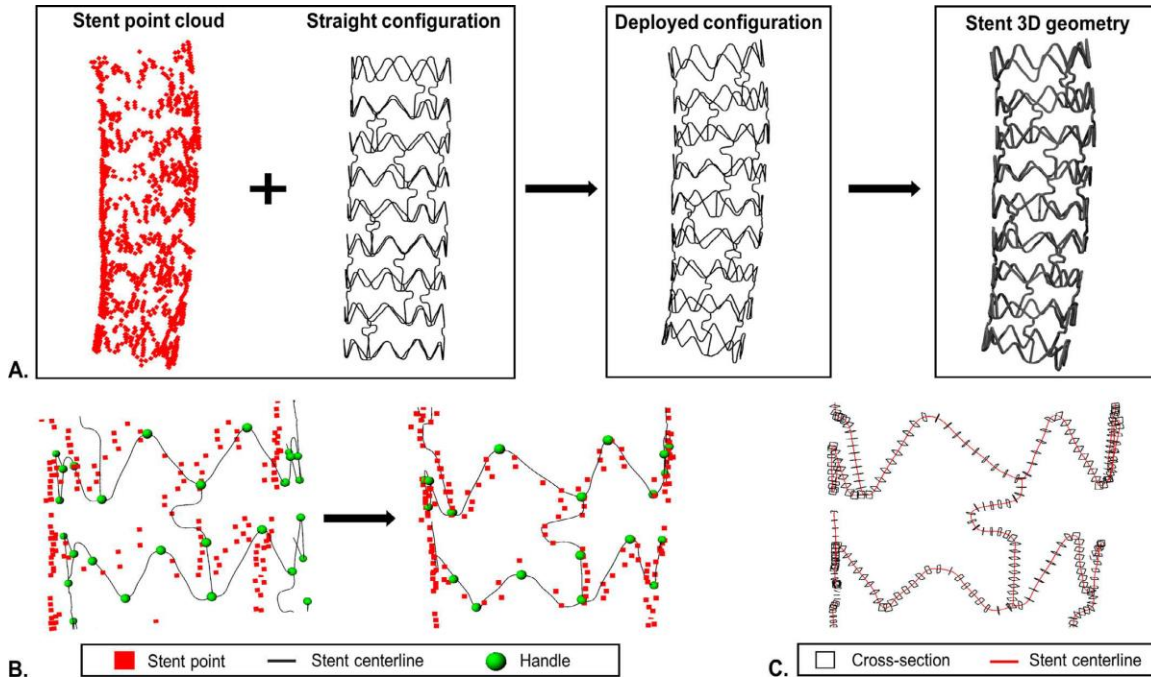 Stent point cloud
Straight configuration
Deployed configuration
Stent 3D geometry
A.
B.
Stent point
Stent centerline
Handle
C.
Cross-section
Stent centerline